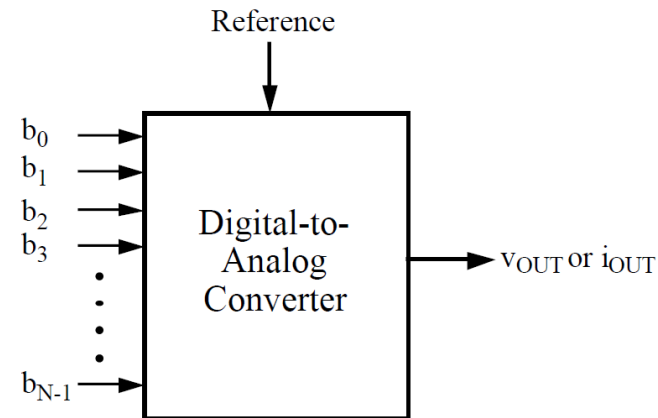 Reference
b0
b1
b2
b3
bN-1
Digital-to-
Analog
Converter
vOUT or iOUT